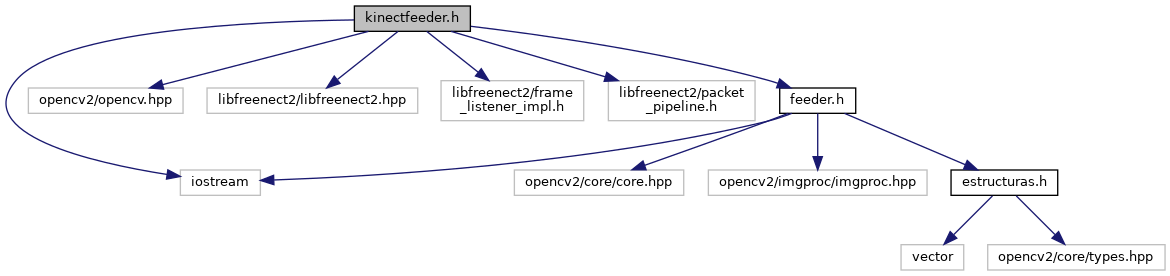 kinectfeeder.h
opencv2/opencv.hpp
libfreenect2/libfreenect2.hpp
libfreenect2/frame
_listener_impl.h
libfreenect2/packet
_pipeline.h
feeder.h
iostream
opencv2/core/core.hpp
opencv2/imgproc/imgproc.hpp
estructuras.h
vector
opencv2/core/types.hpp